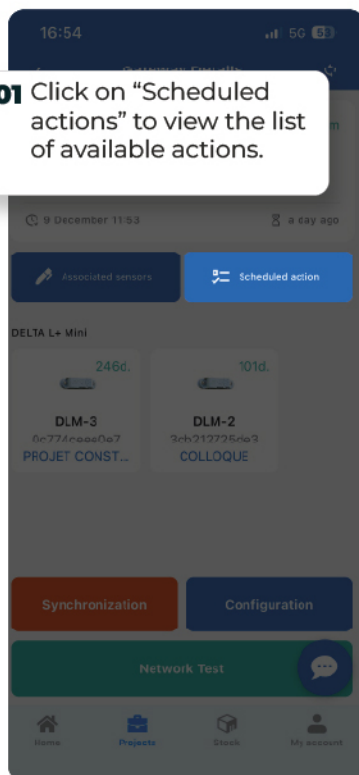 16:54
5G 53
01 Click on “Scheduled
actions” to view the list
of available actions.
9 December 11:53
a day ago
Associated sensors
Scheduled action
DELTA L+ Mini
246d.
101d.
DLM-3
DLM-2
PROJET CONST...
COLLOQUE
Synchronization
Configuration
Network Test
Home
Projects
Stock
My account